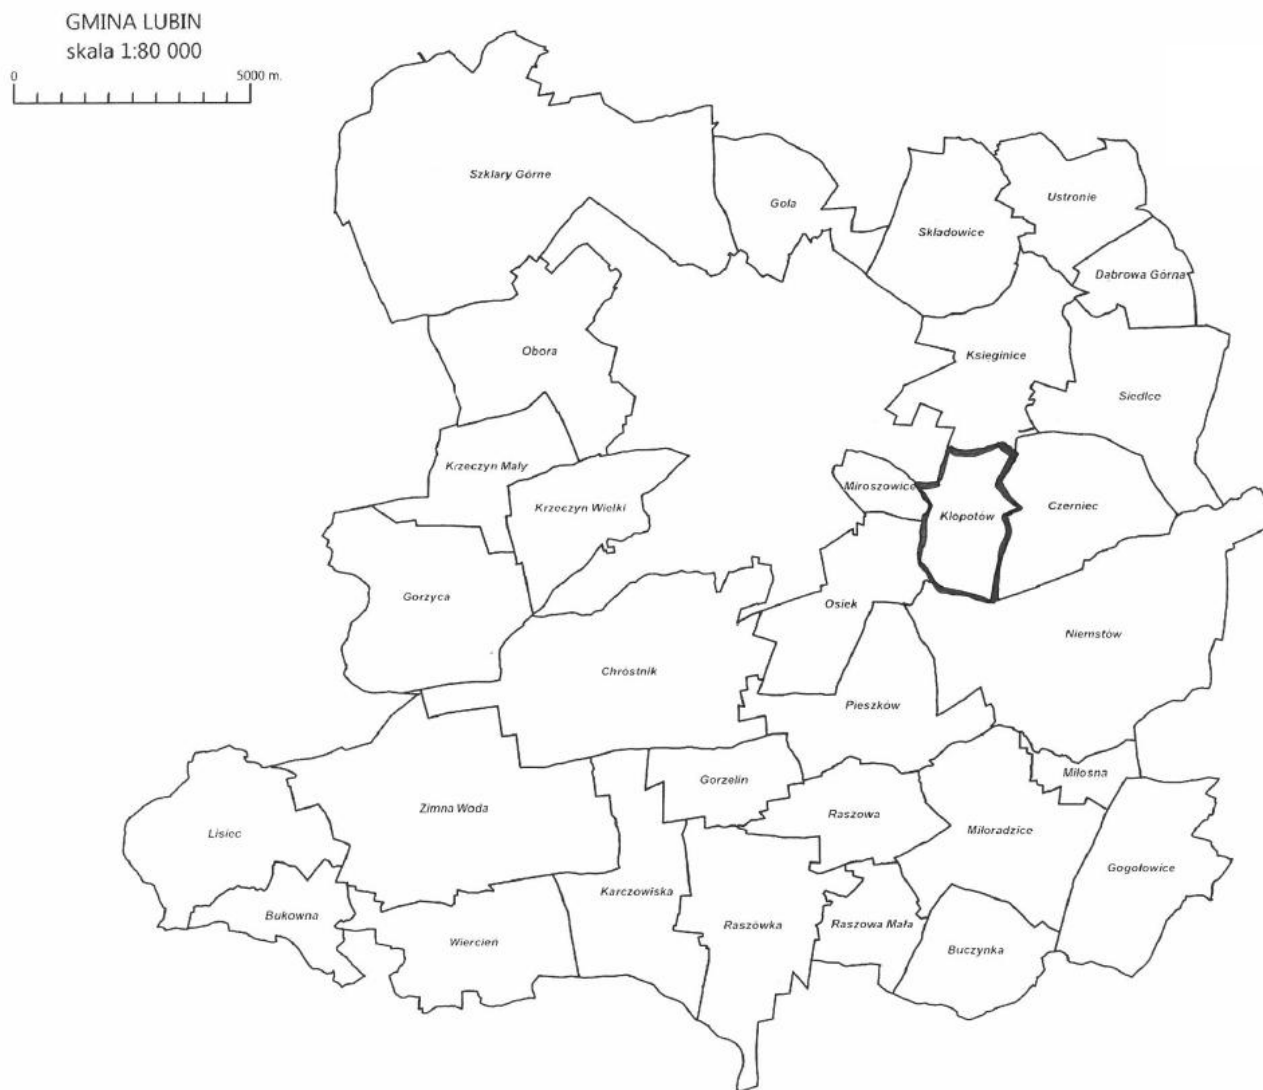 GMINA LUBIN
skala 1:80 000
0 5000 m.
Szklary Górne
Gola
Ustronie
Składowice
Dąbrowa Górna
Obora
Księginice
Siedlce
Krzeczyn Mały
Miroszowice
Krzeczyn Wielki
Czerniec
Kłopotów
Gorzyca
Osiek
Niemstów
Chróstnik
Pieszków
Miłosna
Gorzelin
Zimna Woda
Raszowa
Miłoradzice
Lisiec
Gogołowice
Karczowiska
Bukowna
Raszówka
Raszowa Mała
Wiercień
Buczynka